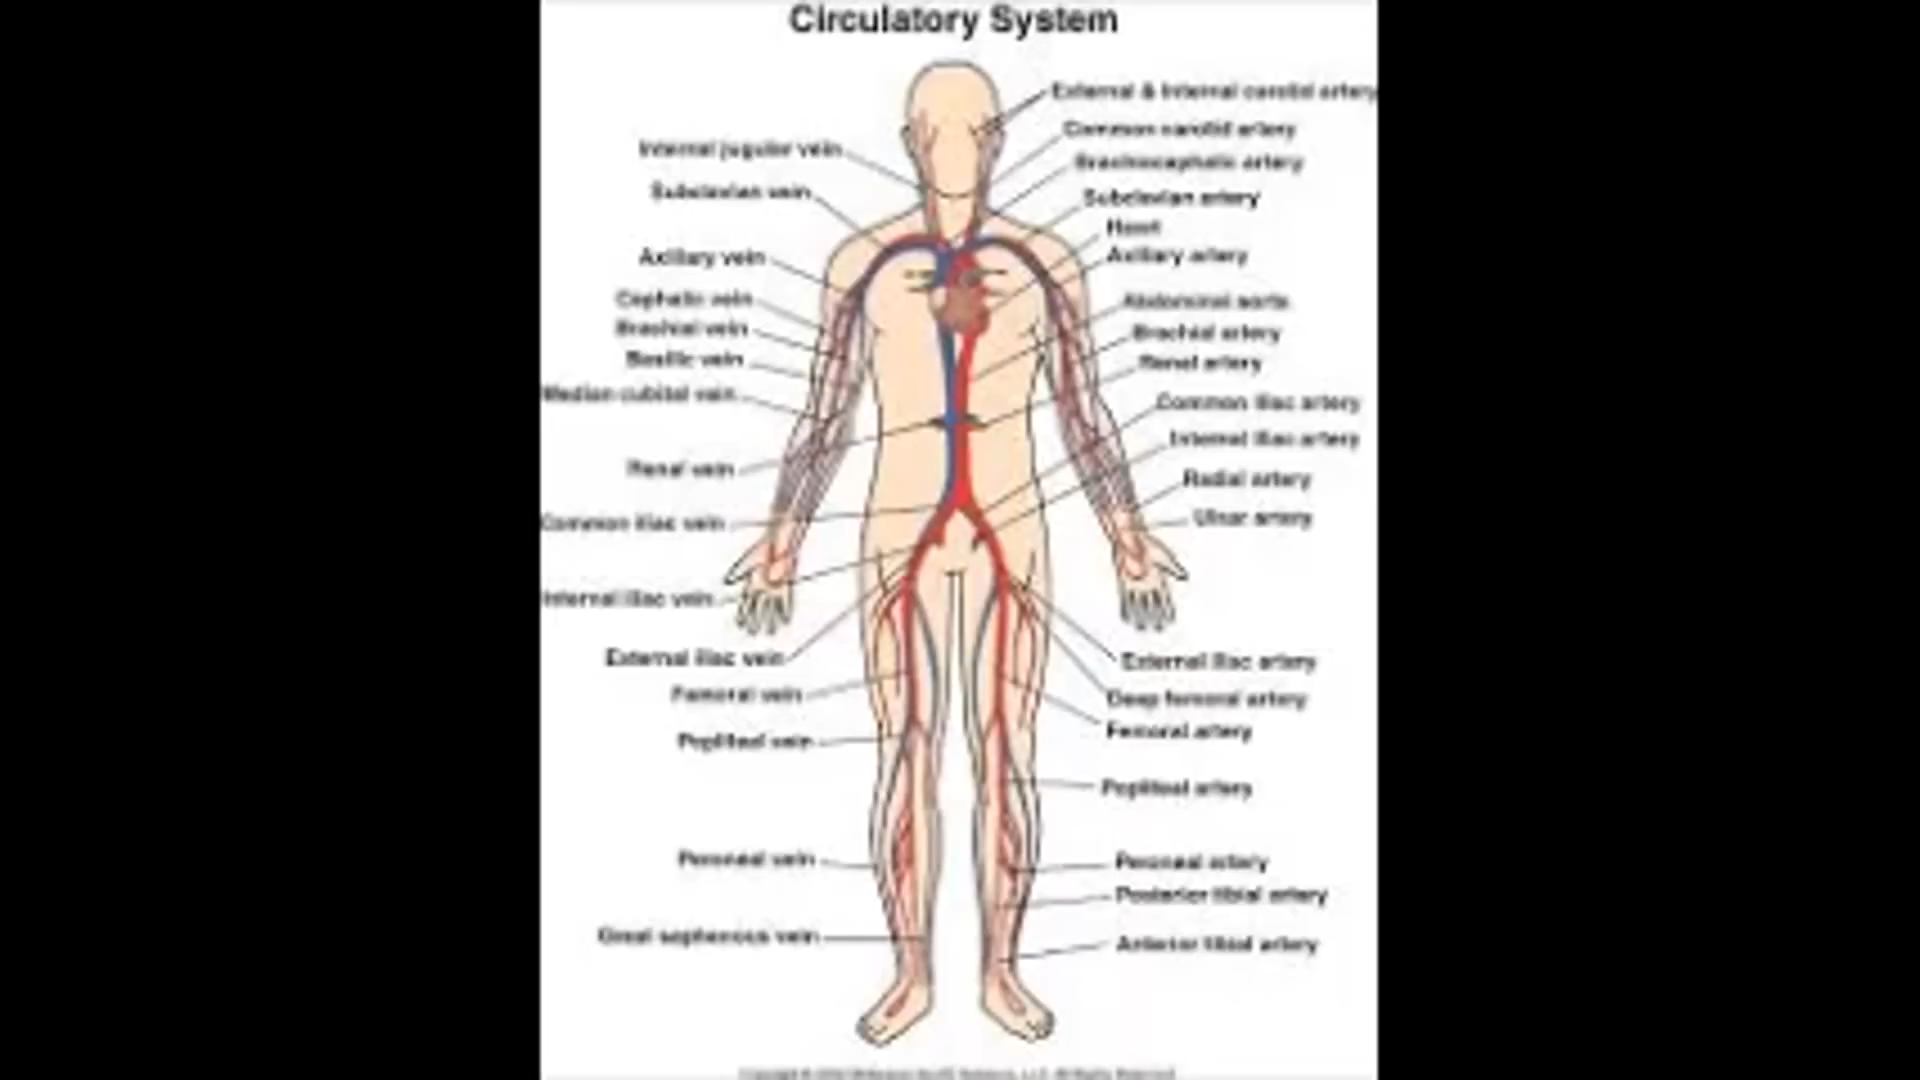 Circulatory System
External & Internal carotid artery
Common carotid artery
Internal jugular vein
Brachiocephalic artery
Subclavian vein
Subclavian artery
Heart
Axillary vein
Axillary artery
Cephalic vein
Abdominal aorta
Brachial vein
Brachial artery
Basilic vein
Renal artery
Median cubital vein
Common iliac artery
Internal iliac artery
Renal vein
Radial artery
Common iliac vein
Ulnar artery
Internal iliac vein
External iliac vein
External iliac artery
Femoral vein
Deep femoral artery
Femoral artery
Popliteal vein
Popliteal artery
Peroneal vein
Peroneal artery
Posterior tibial artery
Great saphenous vein
Anterior tibial artery